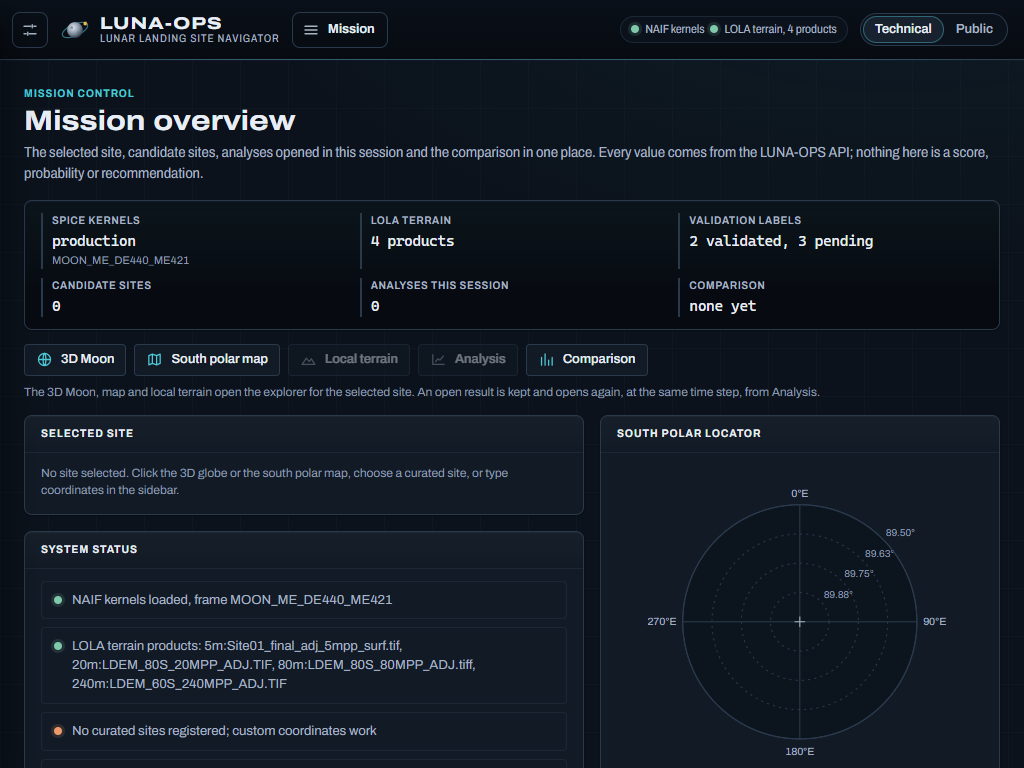 LUNA-OPS
LUNAR LANDING SITE NAVIGATOR
Mission
NAIF kernels
LOLA terrain, 4 products
Technical
Public
MISSION CONTROL
Mission overview
The selected site, candidate sites, analyses opened in this session and the comparison in one place. Every value comes from the LUNA-OPS API; nothing here is a score,
probability or recommendation.
SPICE KERNELS
production
MOON_ME_DE440_ME421
LOLA TERRAIN
4 products
VALIDATION LABELS
2 validated, 3 pending
CANDIDATE SITES
0
ANALYSES THIS SESSION
0
COMPARISON
none yet
3D Moon
South polar map
Local terrain
Analysis
Comparison
The 3D Moon, map and local terrain open the explorer for the selected site. An open result is kept and opens again, at the same time step, from Analysis.
SELECTED SITE
No site selected. Click the 3D globe or the south polar map, choose a curated site, or type
coordinates in the sidebar.
SYSTEM STATUS
NAIF kernels loaded, frame MOON_ME_DE440_ME421
LOLA terrain products: 5m:Site01_final_adj_5mpp_surf.tif,
20m:LDEM_80S_20MPP_ADJ.TIF, 80m:LDEM_80S_80MPP_ADJ.tiff,
240m:LDEM_60S_240MPP_ADJ.TIF
No curated sites registered; custom coordinates work
SOUTH POLAR LOCATOR
0°E
89.50°
89.63°
89.75°
89.88°
270°E
90°E
180°E